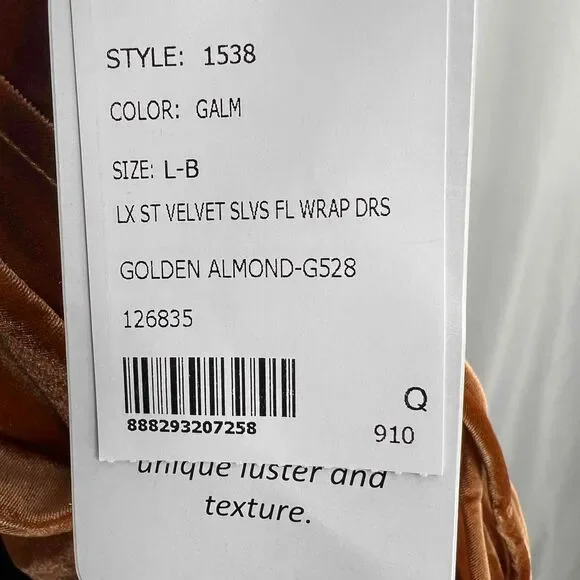 STYLE: 1538
COLOR: GALM
SIZE: L-B
LX ST VELVET SLVS FL WRAP DRS
GOLDEN ALMOND-G528
126835
888293207258
Q
910
unique luster and
texture.